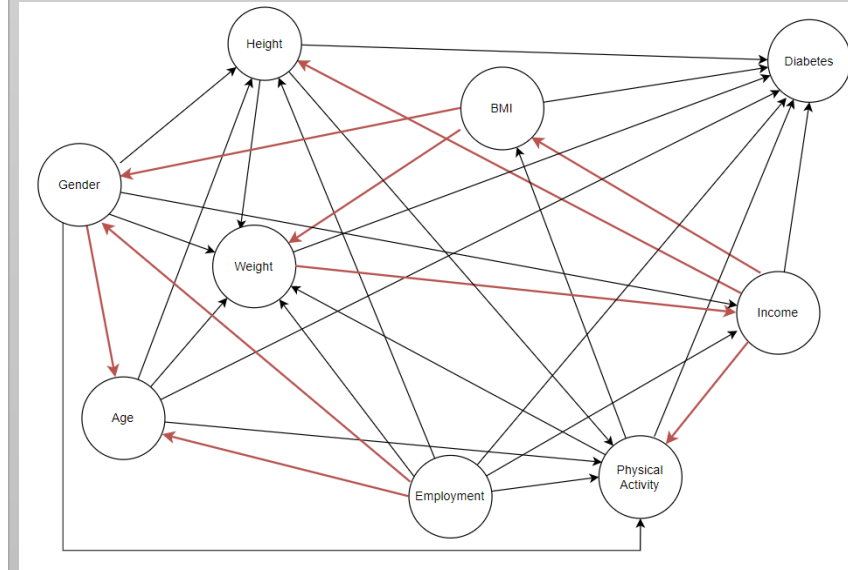 Height
Diabetes
BMI
Gender
Weight
Income
Age
Physical
Activity
Employment